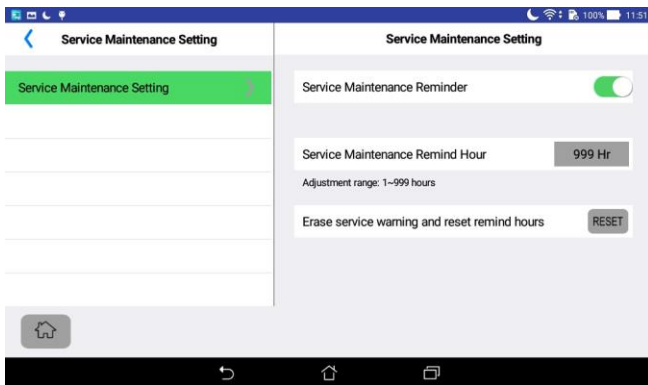 100% 11:51
Service Maintenance Setting
Service Maintenance Setting
Service Maintenance Setting
Service Maintenance Reminder
Service Maintenance Remind Hour 999 Hr
Adjustment range: 1~999 hours
Erase service warning and reset remind hours RESET